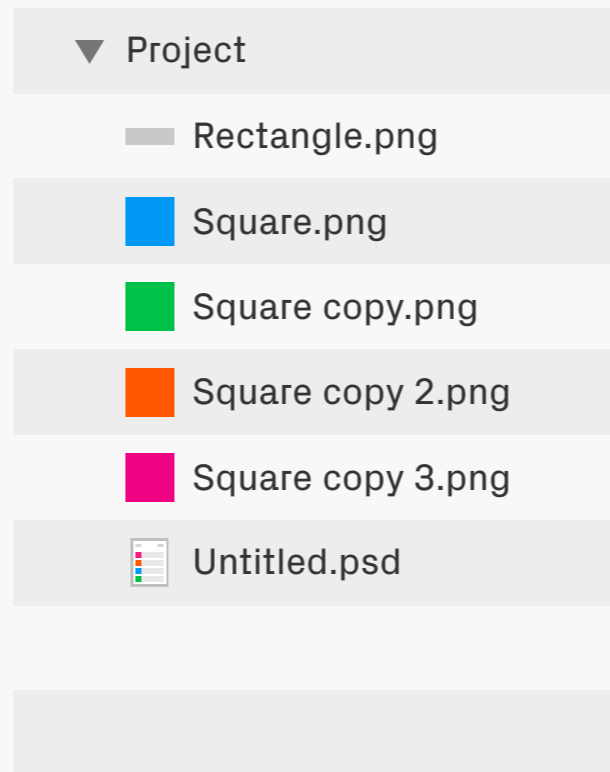 Project
Rectangle.png
Square.png
Square copy.png
Square copy 2.png
Square copy 3.png
Untitled.psd